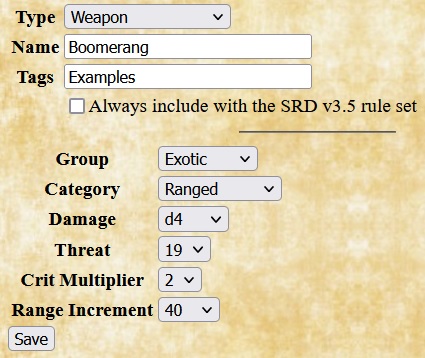 Type Weapon
Name Boomerang
Tags Examples
Always include with the SRD v3.5 rule set
Group Exotic
Category Ranged
Damage d4
Threat 19
Crit Multiplier 2
Range Increment 40
Save